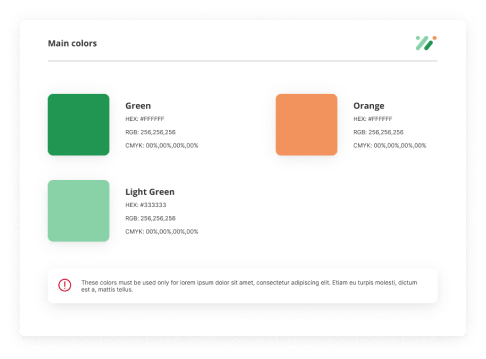 Main colors
Green
HEX: #FFFFFF
RGB: 256,256,256
CMYK: 00%,00%,00%,00%
Orange
HEX: #FFFFFF
RGB: 256,256,256
CMYK: 00%,00%,00%,00%
Light Green
HEX: #333333
RGB: 256,256,256
CMYK: 00%,00%,00%,00%
These colors must be used only for lorem ipsum dolor sit amet, consectetur adipiscing elit. Etiam eu turpis molesti, dictum
est a, mattis tellus.